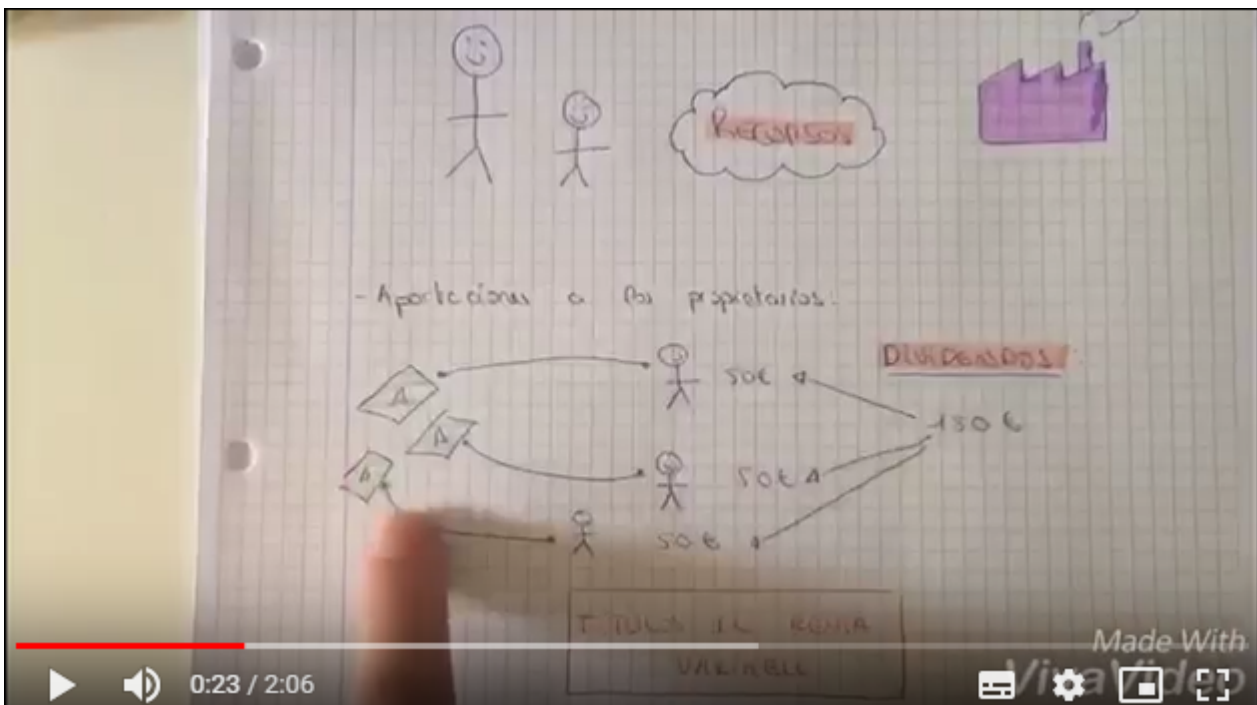 RECURSOS
- Aportaciones a los propietarios:
DIVIDENDOS
A
50€
A
150 €
50€
A
50 €
TITULOS DE RENTA
VARIABLE
Made With
VivaVideo
0:23 / 2:06